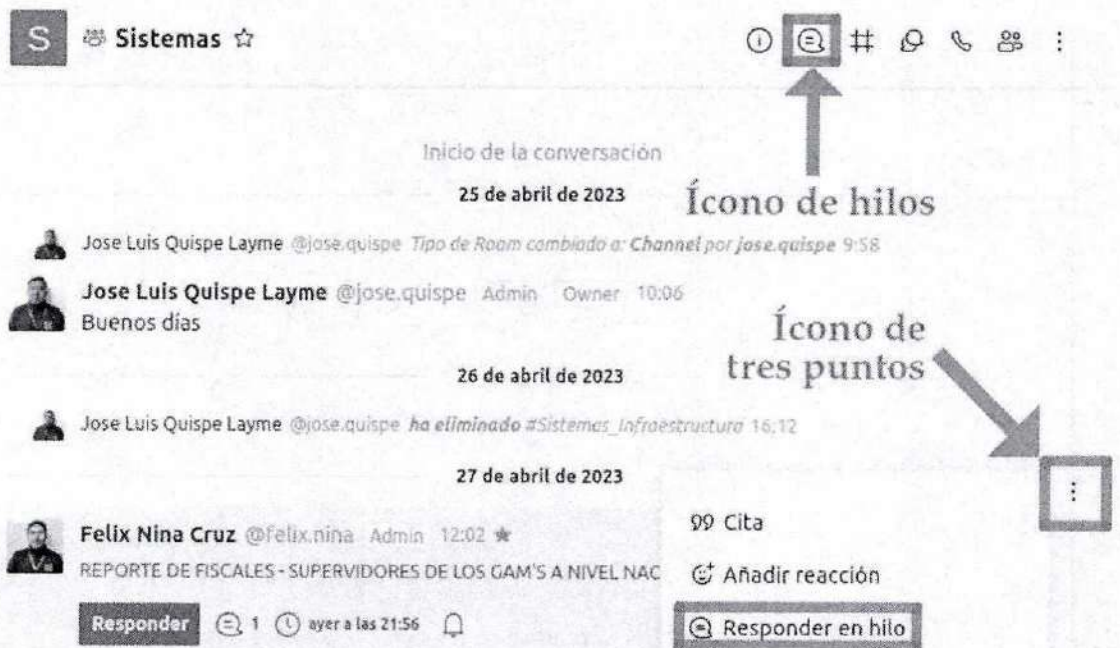 S Sistemas
Inicio de la conversación
25 de abril de 2023
Ícono de hilos
Jose Luis Quispe Layme @jose.quispe Tipo de Room cambiado a: Channel por jose.quispe 9:58
Jose Luis Quispe Layme @jose.quispe Admin Owner 10:06
Buenos días
Ícono de
tres puntos
26 de abril de 2023
Jose Luis Quispe Layme @jose.quispe ha eliminado #Sistemas_Infraestructura 16:12
27 de abril de 2023
99 Cita
Felix Nina Cruz @felix.nina Admin 12:02
REPORTE DE FISCALES - SUPERVIDORES DE LOS GAM'S A NIVEL NAC
Añadir reacción
Responder 1 ayer a las 21:56
Responder en hilo